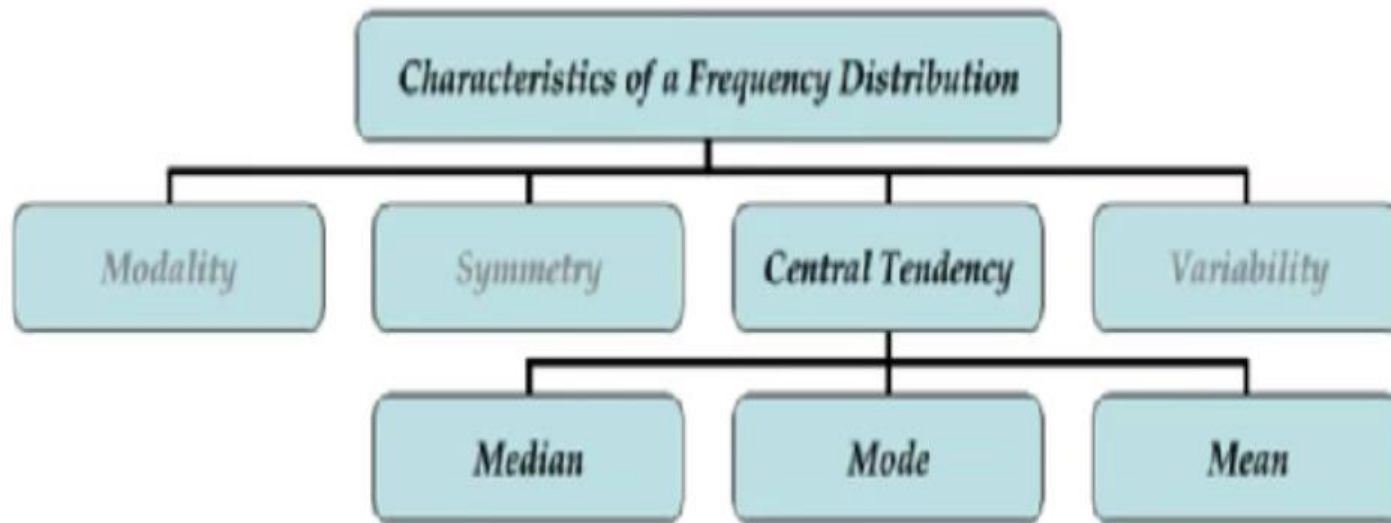 Characteristics of a Frequency Distribution
Modality
Symmetry
Central Tendency
Variability
Median
Mode
Mean